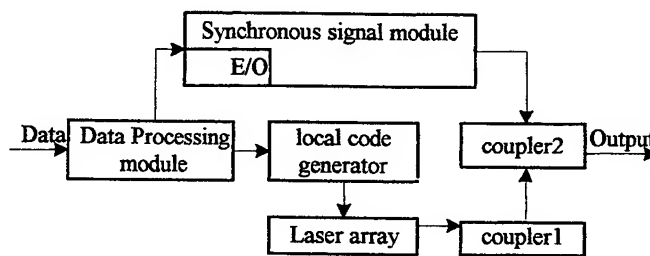 Synchronous signal module
E/O
Data
Data Processing
module
local code
generator
coupler2
Output
Laser array
coupler1